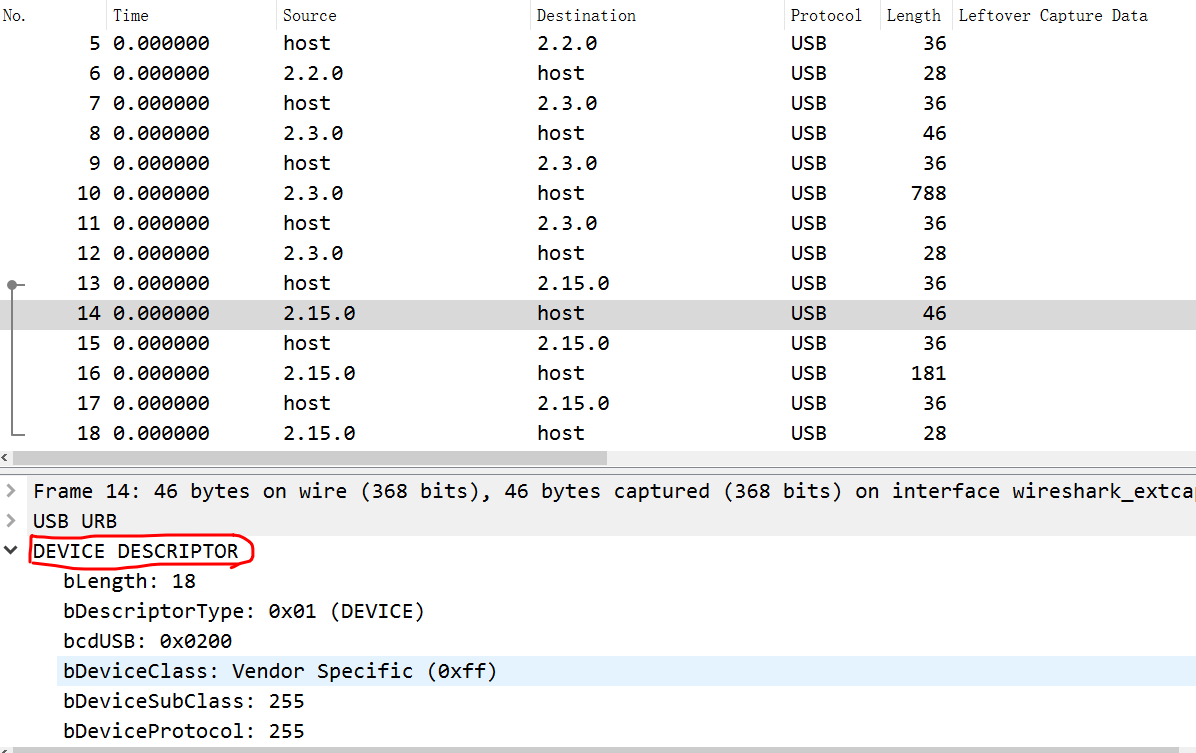 No. Time Source Destination Protocol Length Leftover Capture Data
5 0.000000 host 2.2.0 USB 36
6 0.000000 2.2.0 host USB 28
7 0.000000 host 2.3.0 USB 36
8 0.000000 2.3.0 host USB 46
9 0.000000 host 2.3.0 USB 36
10 0.000000 2.3.0 host USB 788
11 0.000000 host 2.3.0 USB 36
12 0.000000 2.3.0 host USB 28
13 0.000000 host 2.15.0 USB 36
14 0.000000 2.15.0 host USB 46
15 0.000000 host 2.15.0 USB 36
16 0.000000 2.15.0 host USB 181
17 0.000000 host 2.15.0 USB 36
18 0.000000 2.15.0 host USB 28
Frame 14: 46 bytes on wire (368 bits), 46 bytes captured (368 bits) on interface wireshark_extcap
USB URB
DEVICE DESCRIPTOR
bLength: 18
bDescriptorType: 0x01 (DEVICE)
bcdUSB: 0x0200
bDeviceClass: Vendor Specific (0xff)
bDeviceSubClass: 255
bDeviceProtocol: 255